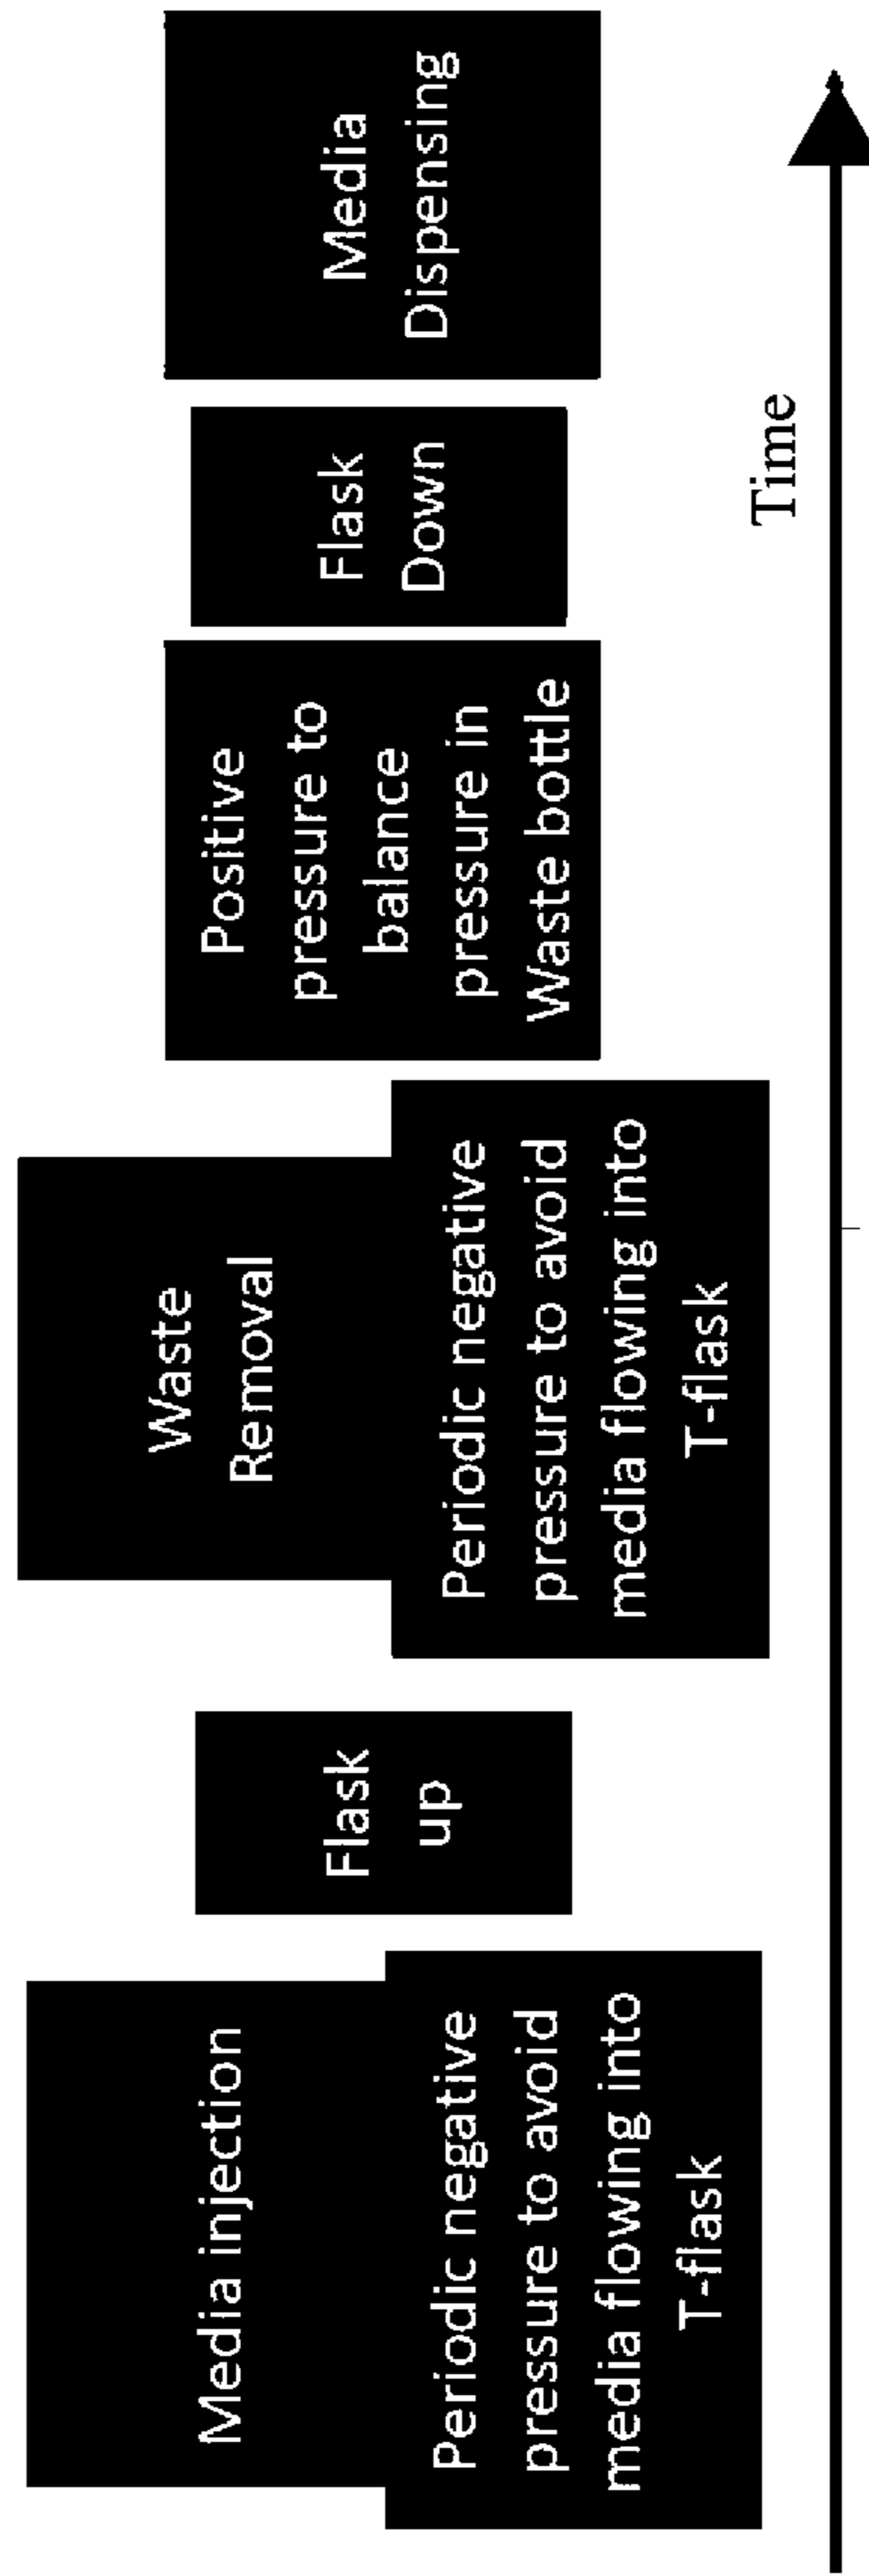 Media injection
Periodic negative
pressure to avoid
media flowing into
T-flask
Flask
up
Waste
Removal
Periodic negative
pressure to avoid
media flowing into
T-flask
Positive
pressure to
balance
pressure in
Waste bottle
Flask
Down
Media
Dispensing
Time